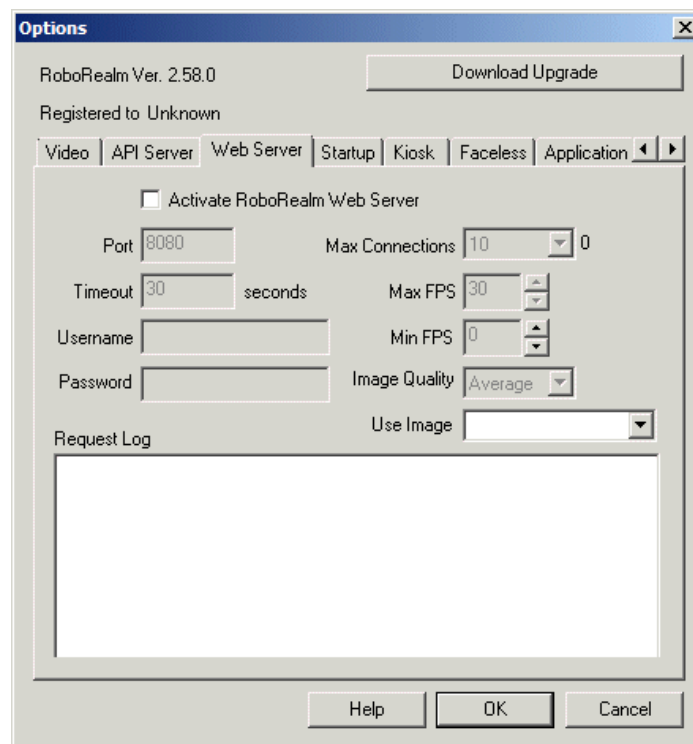 Options
RoboRealm Ver. 2.58.0
Download Upgrade
Registered to Unknown
Video API Server Web Server Startup Kiosk Faceless Application
Activate RoboRealm Web Server
Port 8080 Max Connections 10 0
Timeout 30 seconds Max FPS 30
Username Min FPS 0
Password Image Quality Average
Use Image
Request Log
Help OK Cancel